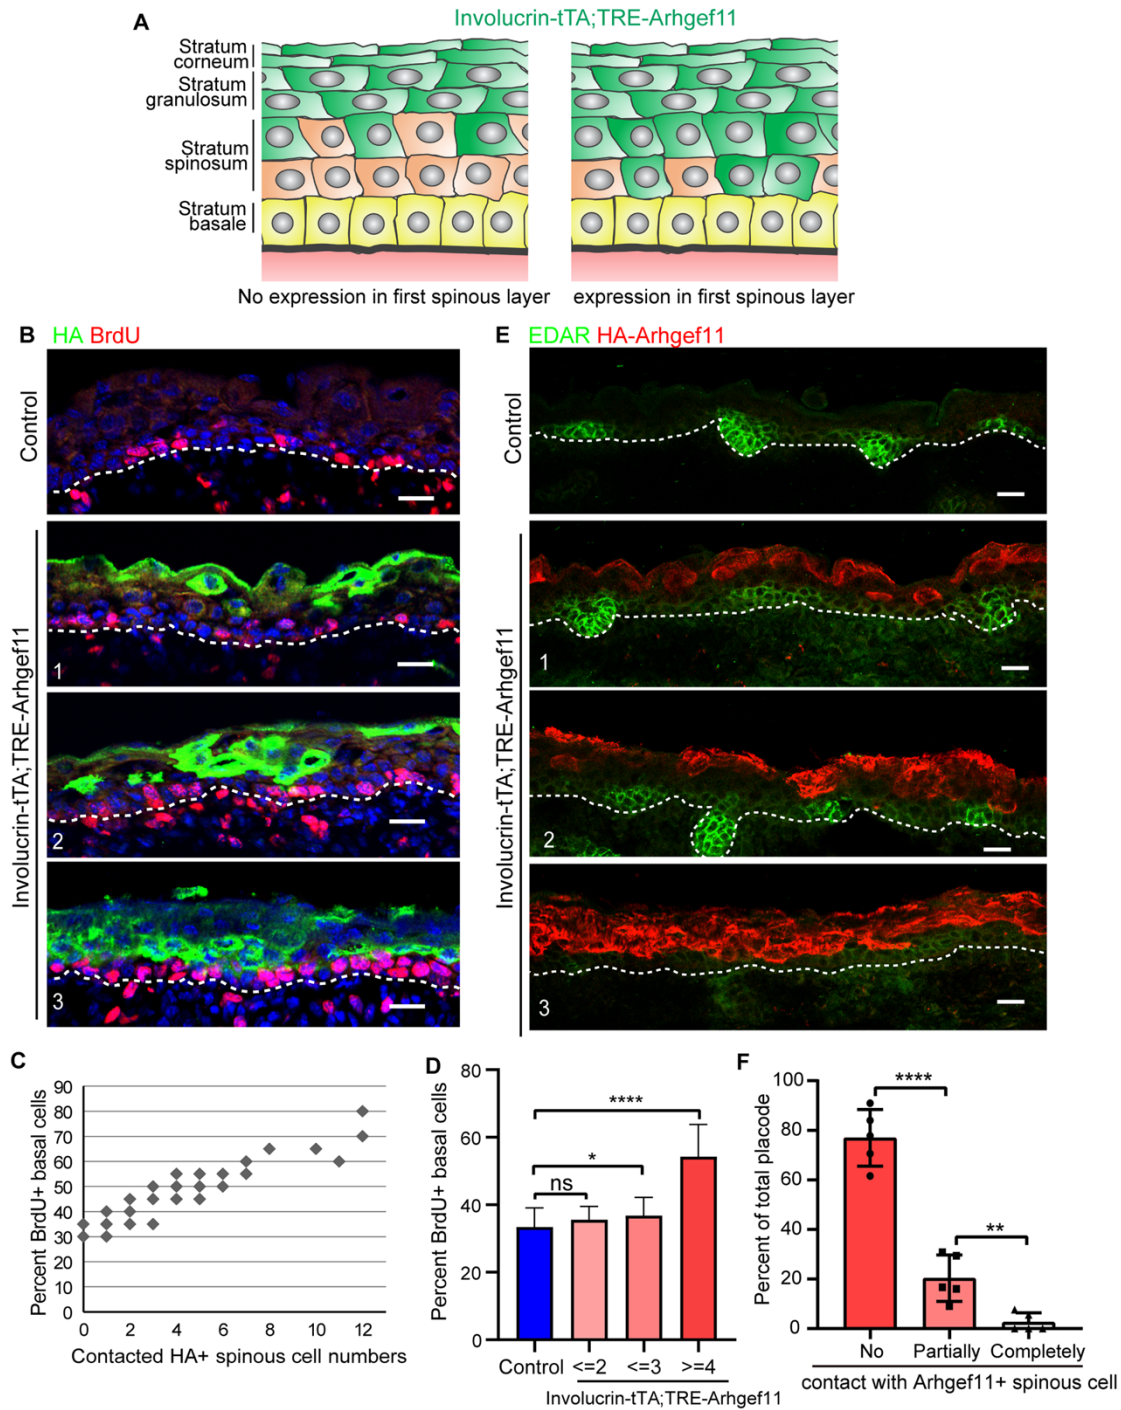 A
Involucrin-tTA;TRE-Arhgef11
Stratum
corneum
Stratum
granulosum
Stratum
spinosum
Stratum
basale
No expression in first spinous layer
expression in first spinous layer
B
HA BrdU
Control
Involucrin-tTA;TRE-Arhgef11
1
2
3
E
EDAR HA-Arhgef11
Control
Involucrin-tTA;TRE-Arhgef11
1
2
3
C
Percent BrdU+ basal cells
90
80
70
60
50
40
30
20
10
0
0 2 4 6 8 10 12
Contacted HA+ spinous cell numbers
D
Percent BrdU+ basal cells
80
60
40
20
0
****
*
ns
Control <=2 <=3 >=4
Involucrin-tTA;TRE-Arhgef11
F
Percent of total placode
100
80
60
40
20
0
****
**
No Partially Completely
contact with Arhgef11+ spinous cell